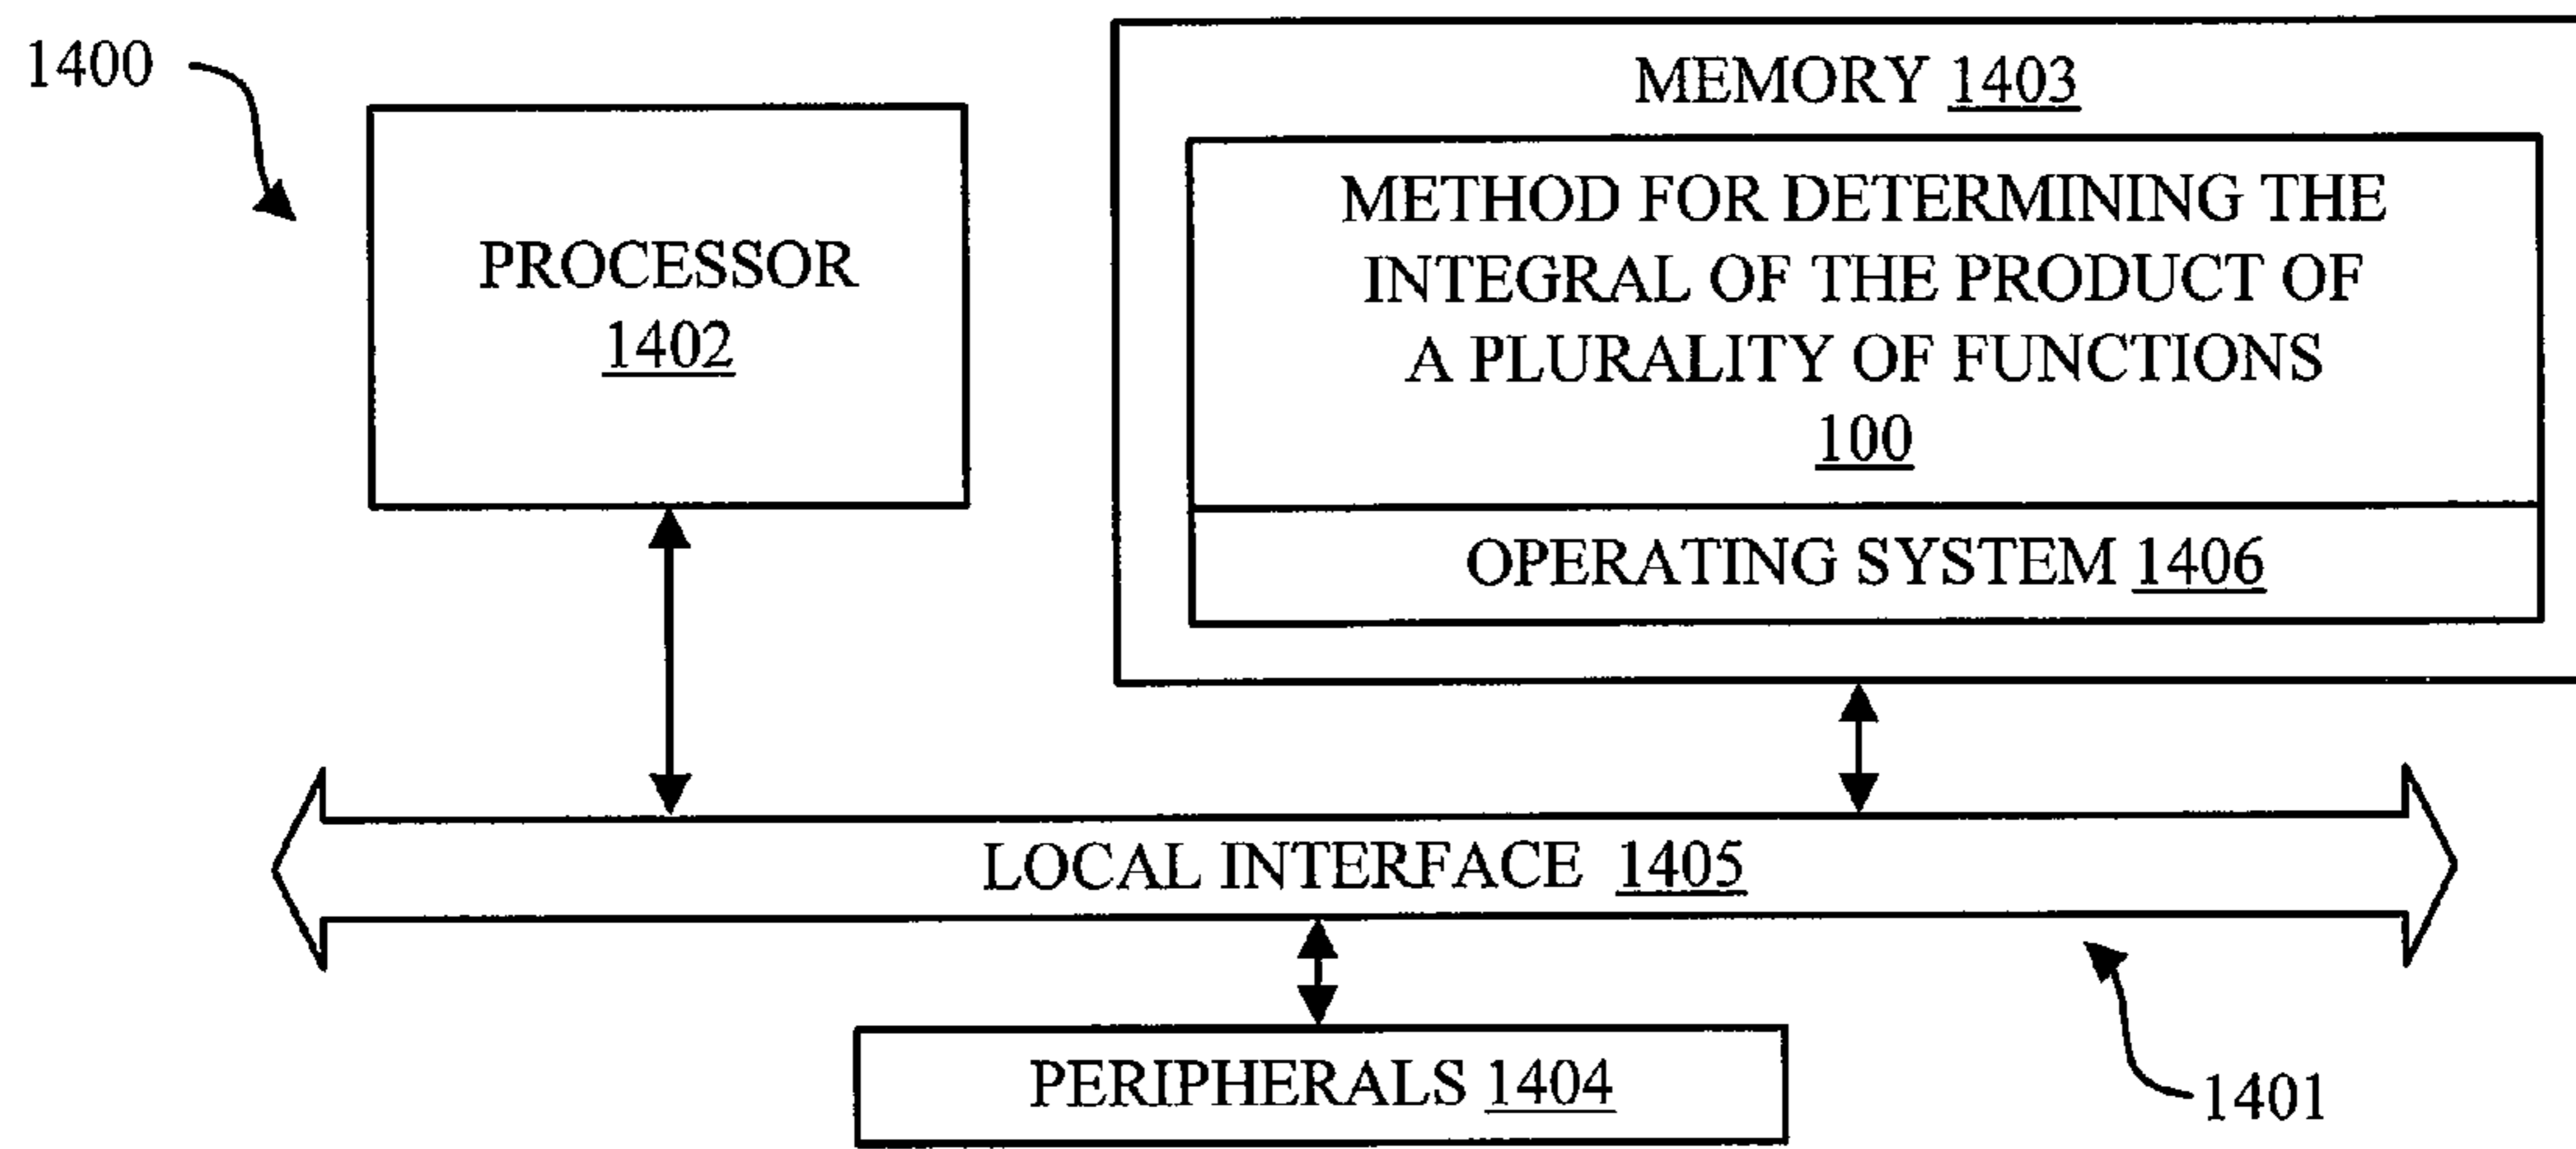 1400
MEMORY 1403
PROCESSOR
1402
METHOD FOR DETERMINING THE
INTEGRAL OF THE PRODUCT OF
A PLURALITY OF FUNCTIONS
100
OPERATING SYSTEM 1406
LOCAL INTERFACE 1405
PERIPHERALS 1404
1401